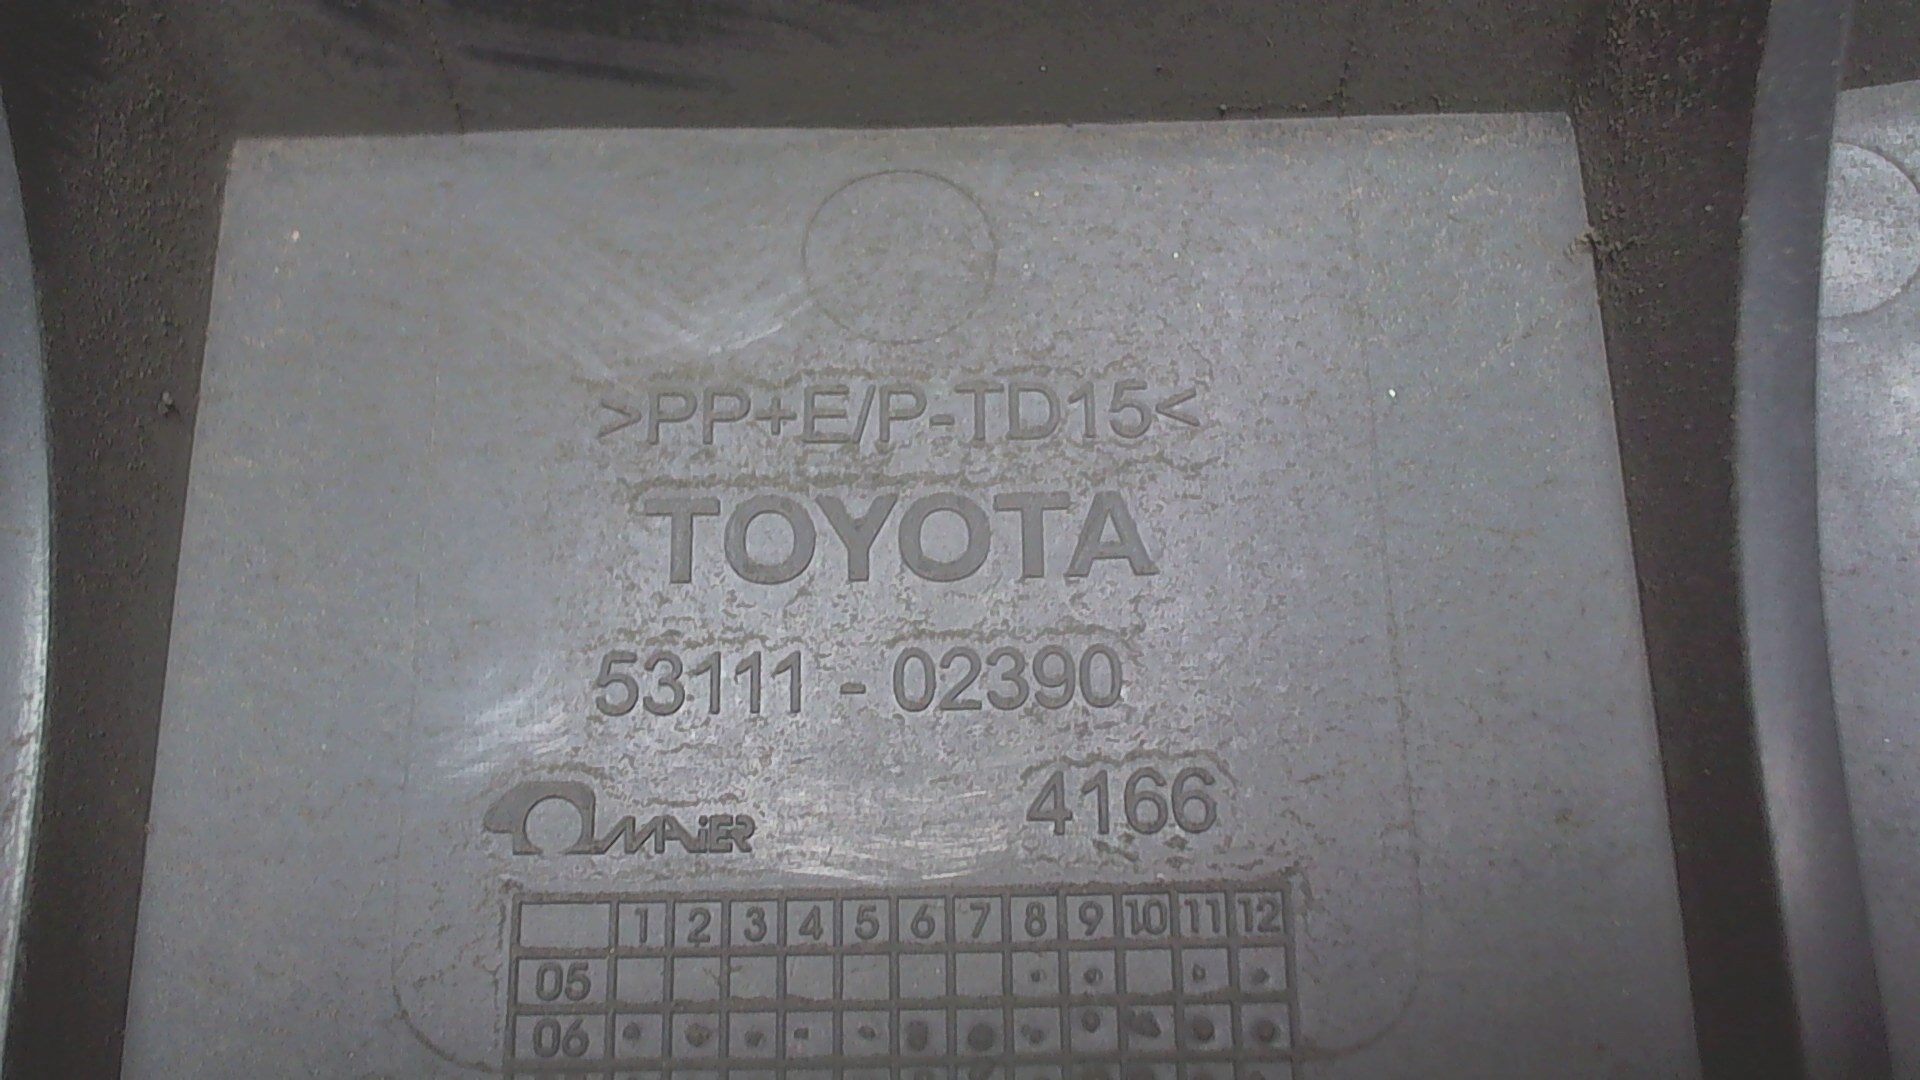 >PP+E/P-TD15<
TOYOTA
53111 - 02390
MAIER 4166
1 2 3 4 5 6 7 8 9 10 11 12
05
06